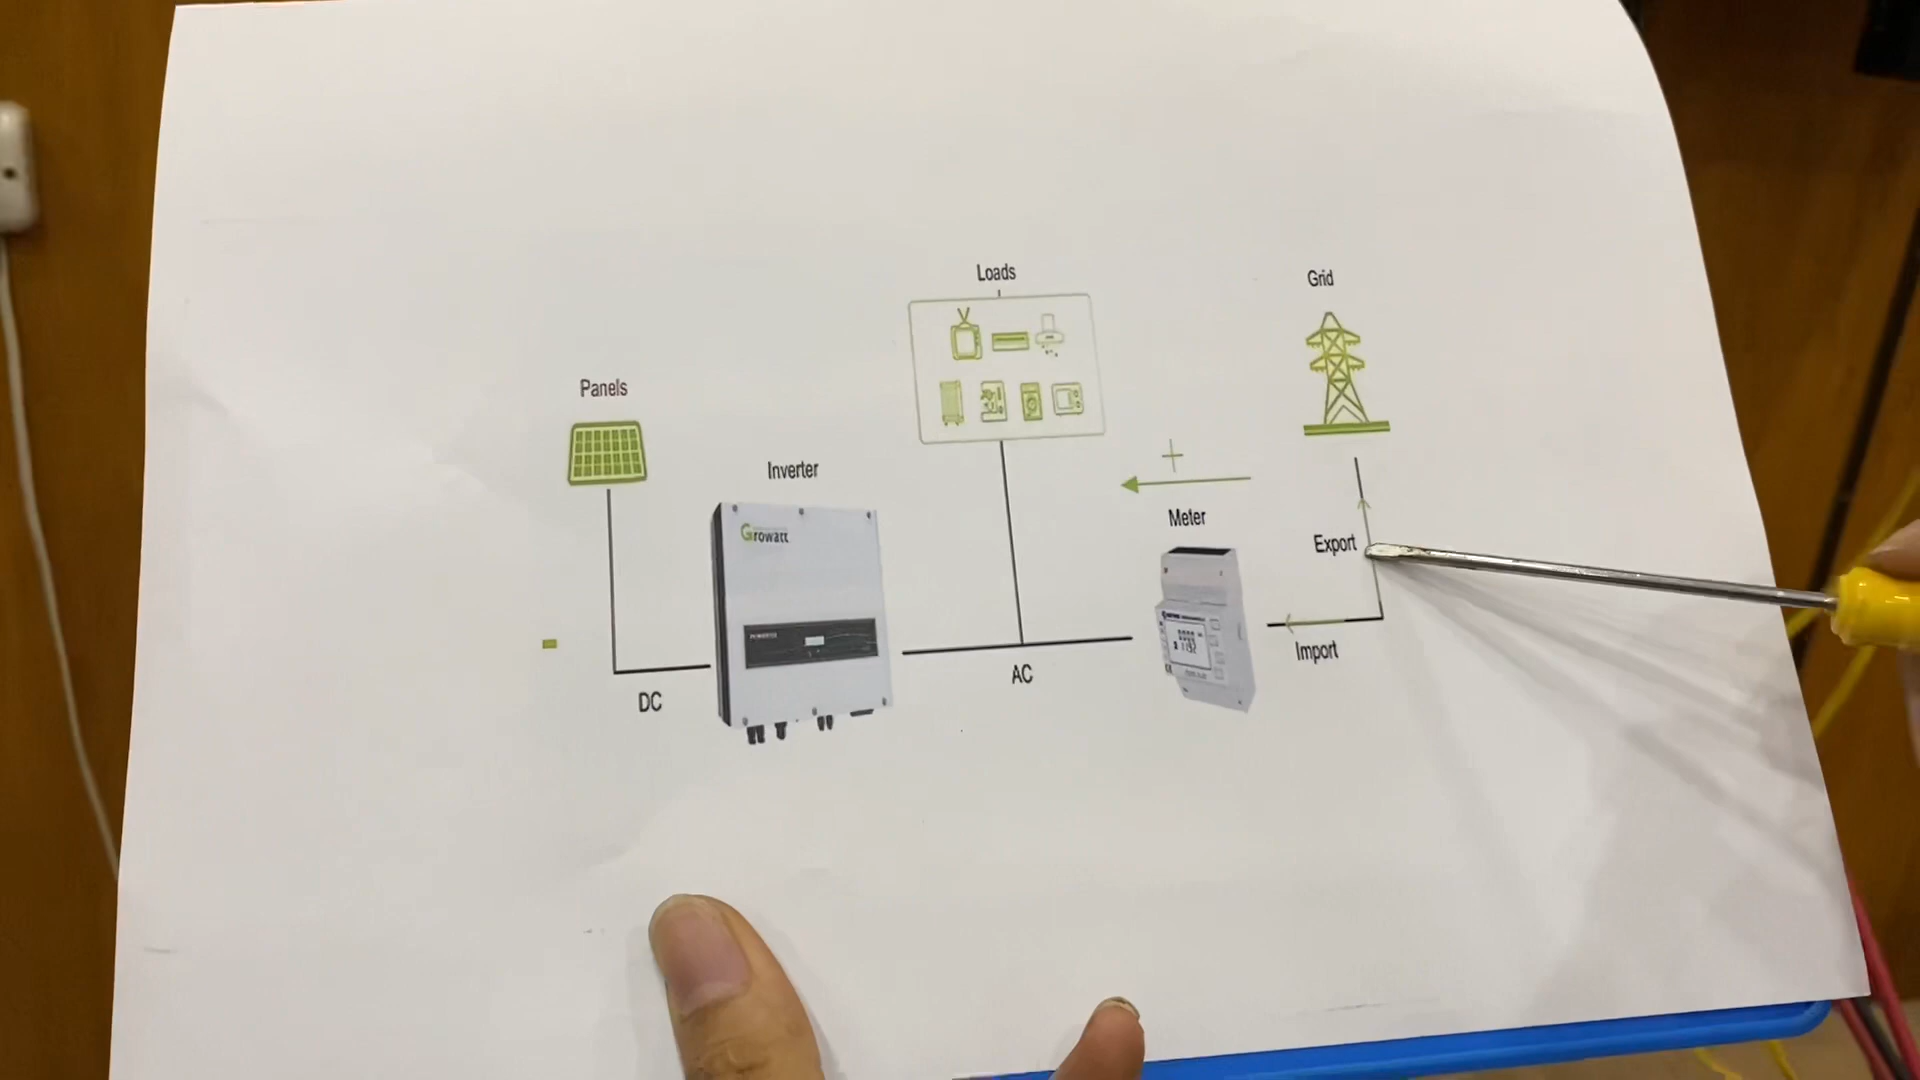 Loads
Grid
Panels
Inverter
+
Meter
Growatt
Export
Import
DC
AC